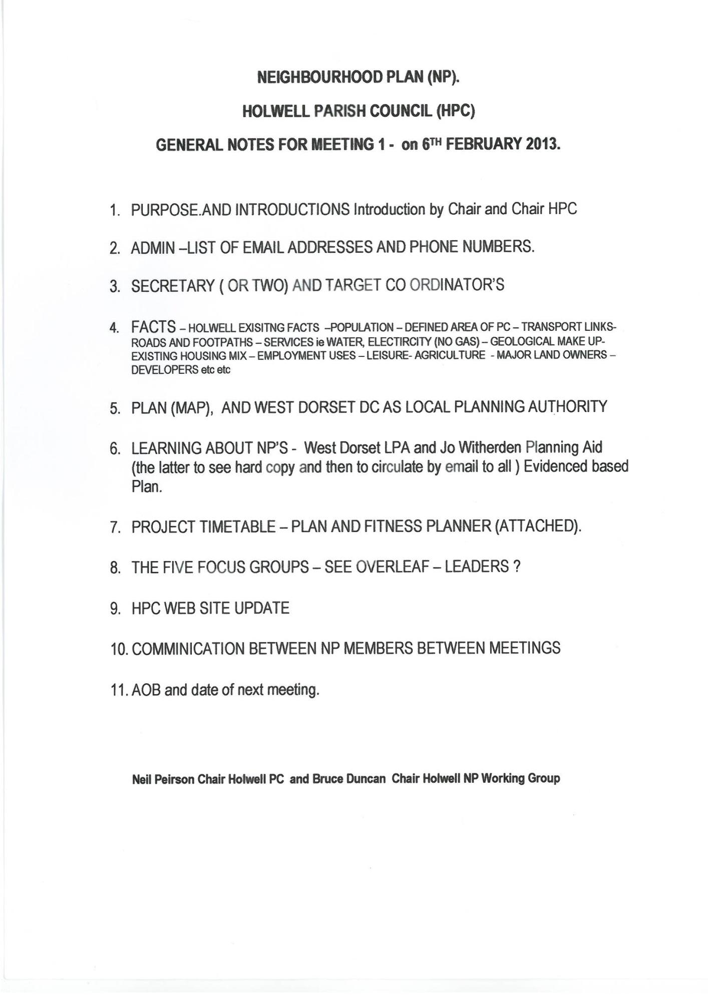 NEIGHBOURHOOD PLAN (NP).
HOLWELL PARISH COUNCIL (HPC)
GENERAL NOTES FOR MEETING 1 - on 6TH FEBRUARY 2013.
1. PURPOSE.AND INTRODUCTIONS Introduction by Chair and Chair HPC
2. ADMIN –LIST OF EMAIL ADDRESSES AND PHONE NUMBERS.
3. SECRETARY ( OR TWO) AND TARGET CO ORDINATOR'S
4. FACTS – HOLWELL EXISITNG FACTS –POPULATION – DEFINED AREA OF PC – TRANSPORT LINKS-
ROADS AND FOOTPATHS – SERVICES ie WATER, ELECTIRCITY (NO GAS) – GEOLOGICAL MAKE UP-
EXISTING HOUSING MIX – EMPLOYMENT USES – LEISURE- AGRICULTURE - MAJOR LAND OWNERS –
DEVELOPERS etc etc
5. PLAN (MAP), AND WEST DORSET DC AS LOCAL PLANNING AUTHORITY
6. LEARNING ABOUT NP'S - West Dorset LPA and Jo Witherden Planning Aid
(the latter to see hard copy and then to circulate by email to all ) Evidenced based
Plan.
7. PROJECT TIMETABLE – PLAN AND FITNESS PLANNER (ATTACHED).
8. THE FIVE FOCUS GROUPS – SEE OVERLEAF – LEADERS ?
9. HPC WEB SITE UPDATE
10. COMMINICATION BETWEEN NP MEMBERS BETWEEN MEETINGS
11. AOB and date of next meeting.
Neil Peirson Chair Holwell PC and Bruce Duncan Chair Holwell NP Working Group